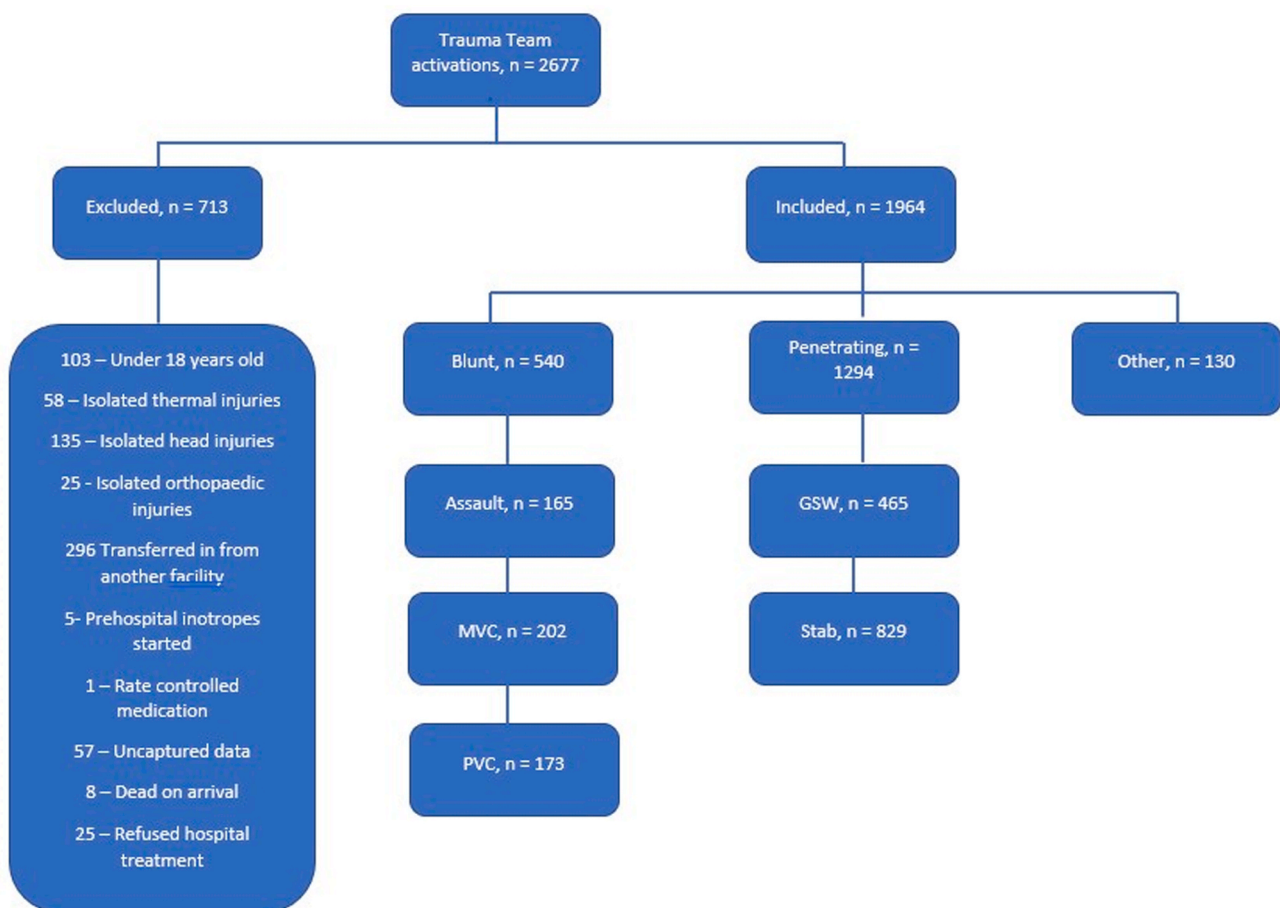 Trauma Team
activations, n = 2677
Excluded, n = 713
Included, n = 1964
103 – Under 18 years old
58 – Isolated thermal injuries
135 – Isolated head injuries
25 - Isolated orthopaedic
injuries
296 Transferred in from
another facility
5- Prehospital inotropes
started
1 – Rate controlled
medication
57 – Uncaptured data
8 – Dead on arrival
25 – Refused hospital
treatment
Blunt, n = 540
Assault, n = 165
MVC, n = 202
PVC, n = 173
Penetrating, n =
1294
GSW, n = 465
Stab, n = 829
Other, n = 130